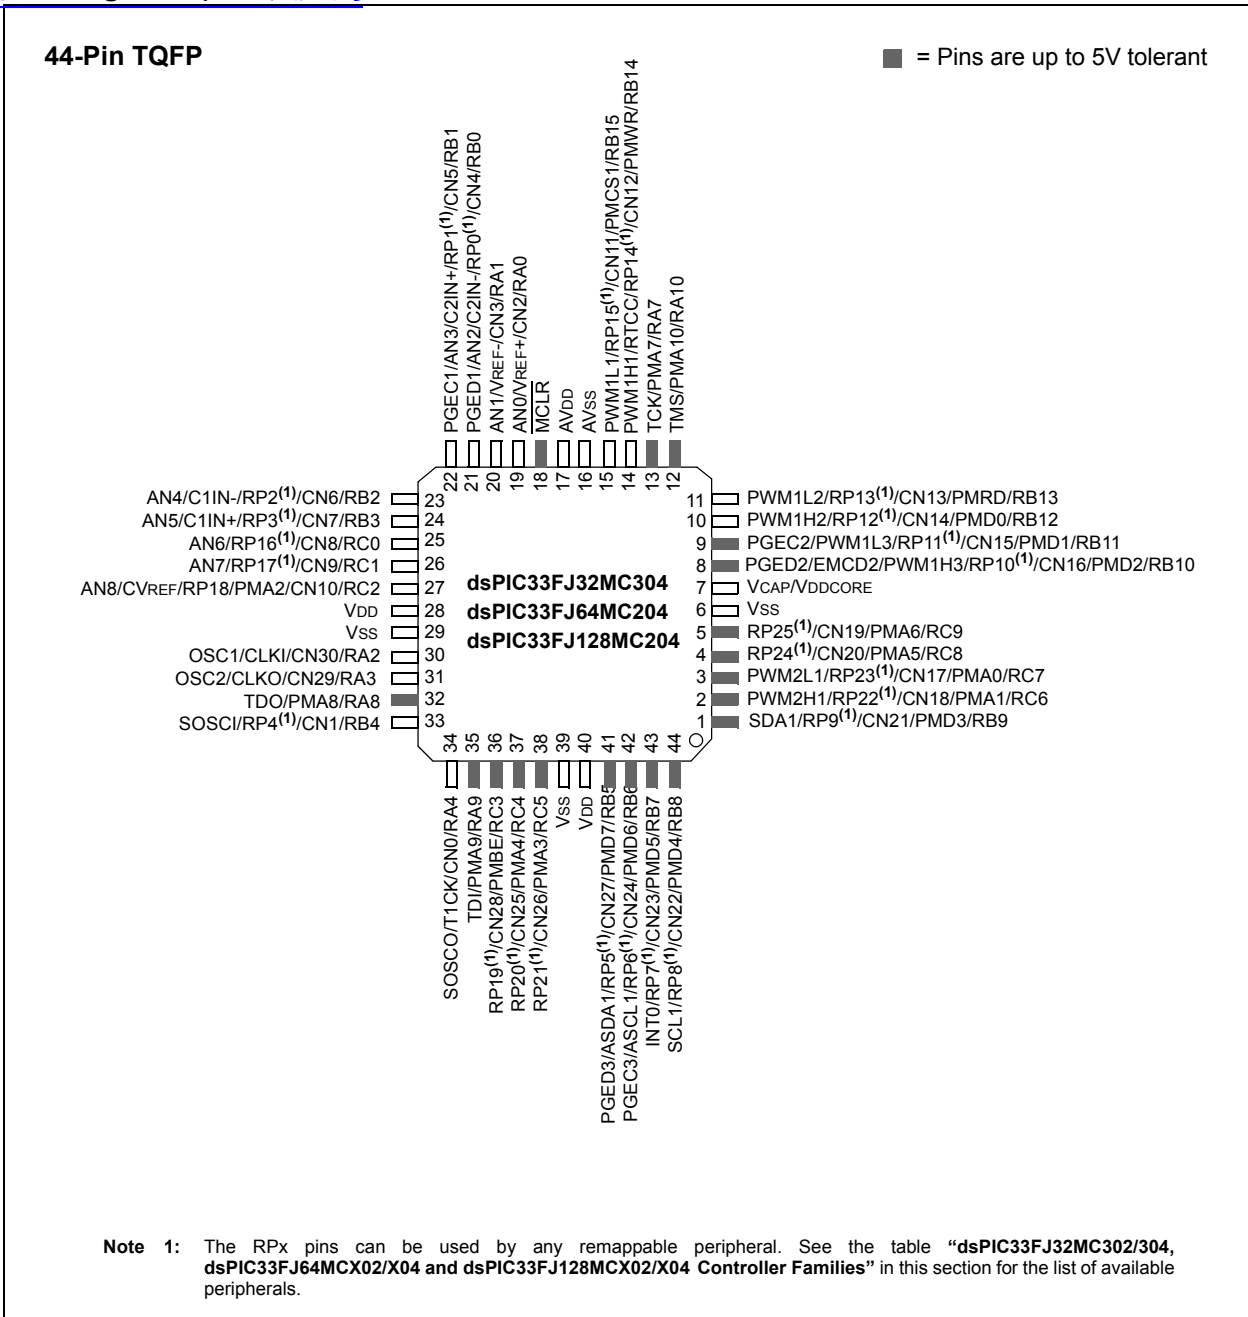 44-Pin TQFP
= Pins are up to 5V tolerant
PGEC1/AN3/C2IN+/RP1(1)/CN5/RB1
PGED1/AN2/C2IN-/RP0(1)/CN4/RB0
AN1/VREF-/CN3/RA1
AN0/VREF+/CN2/RA0
MCLR
AVDD
AVSS
PWM1L1/RP15(1)/CN11/PMCS1/RB15
PWM1H1/RTCC/RP14(1)/CN12/PMWR/RB14
TCK/PMA7/RA7
TMS/PMA10/RA10
22 21 20 19 18 17 16 15 14 13 12
AN4/C1IN-/RP2(1)/CN6/RB2 23
AN5/C1IN+/RP3(1)/CN7/RB3 24
AN6/RP16(1)/CN8/RC0 25
AN7/RP17(1)/CN9/RC1 26
AN8/CVREF/RP18/PMA2/CN10/RC2 27
VDD 28
VSS 29
OSC1/CLKI/CN30/RA2 30
OSC2/CLKO/CN29/RA3 31
TDO/PMA8/RA8 32
SOSCI/RP4(1)/CN1/RB4 33
dsPIC33FJ32MC304
dsPIC33FJ64MC204
dsPIC33FJ128MC204
11 PWM1L2/RP13(1)/CN13/PMRD/RB13
10 PWM1H2/RP12(1)/CN14/PMD0/RB12
9 PGEC2/PWM1L3/RP11(1)/CN15/PMD1/RB11
8 PGED2/EMCD2/PWM1H3/RP10(1)/CN16/PMD2/RB10
7 VCAP/VDDCORE
6 VSS
5 RP25(1)/CN19/PMA6/RC9
4 RP24(1)/CN20/PMA5/RC8
3 PWM2L1/RP23(1)/CN17/PMA0/RC7
2 PWM2H1/RP22(1)/CN18/PMA1/RC6
1 SDA1/RP9(1)/CN21/PMD3/RB9
34 35 36 37 38 39 40 41 42 43 44
SOSCO/T1CK/CN0/RA4
TDI/PMA9/RA9
RP19(1)/CN28/PMBE/RC3
RP20(1)/CN25/PMA4/RC4
RP21(1)/CN26/PMA3/RC5
VSS
VDD
PGED3/ASDA1/RP5(1)/CN27/PMD7/RB5
PGEC3/ASCL1/RP6(1)/CN24/PMD6/RB6
INT0/RP7(1)/CN23/PMD5/RB7
SCL1/RP8(1)/CN22/PMD4/RB8
Note 1: The RPx pins can be used by any remappable peripheral. See the table “dsPIC33FJ32MC302/304,
dsPIC33FJ64MCX02/X04 and dsPIC33FJ128MCX02/X04 Controller Families” in this section for the list of available
peripherals.